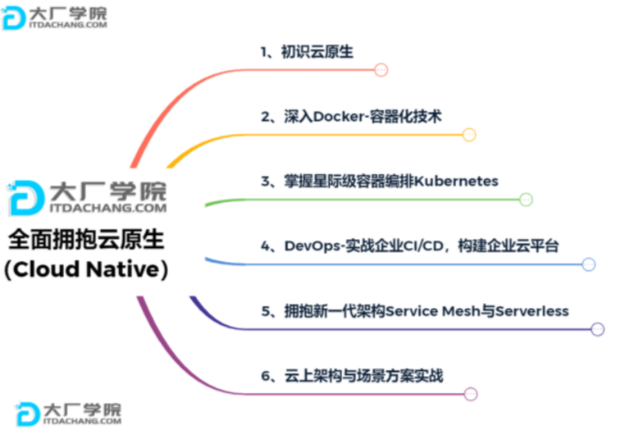 大厂学院
ITDACHANG.COM
1、初识云原生
2、深入Docker-容器化技术
3、掌握星际级容器编排Kubernetes
大厂学院
ITDACHANG.COM
全面拥抱云原生
（Cloud Native）
4、DevOps-实战企业CI/CD，构建企业云平台
5、拥抱新一代架构Service Mesh与Serverless
6、云上架构与场景方案实战
大厂学院
ITDACHANG.COM